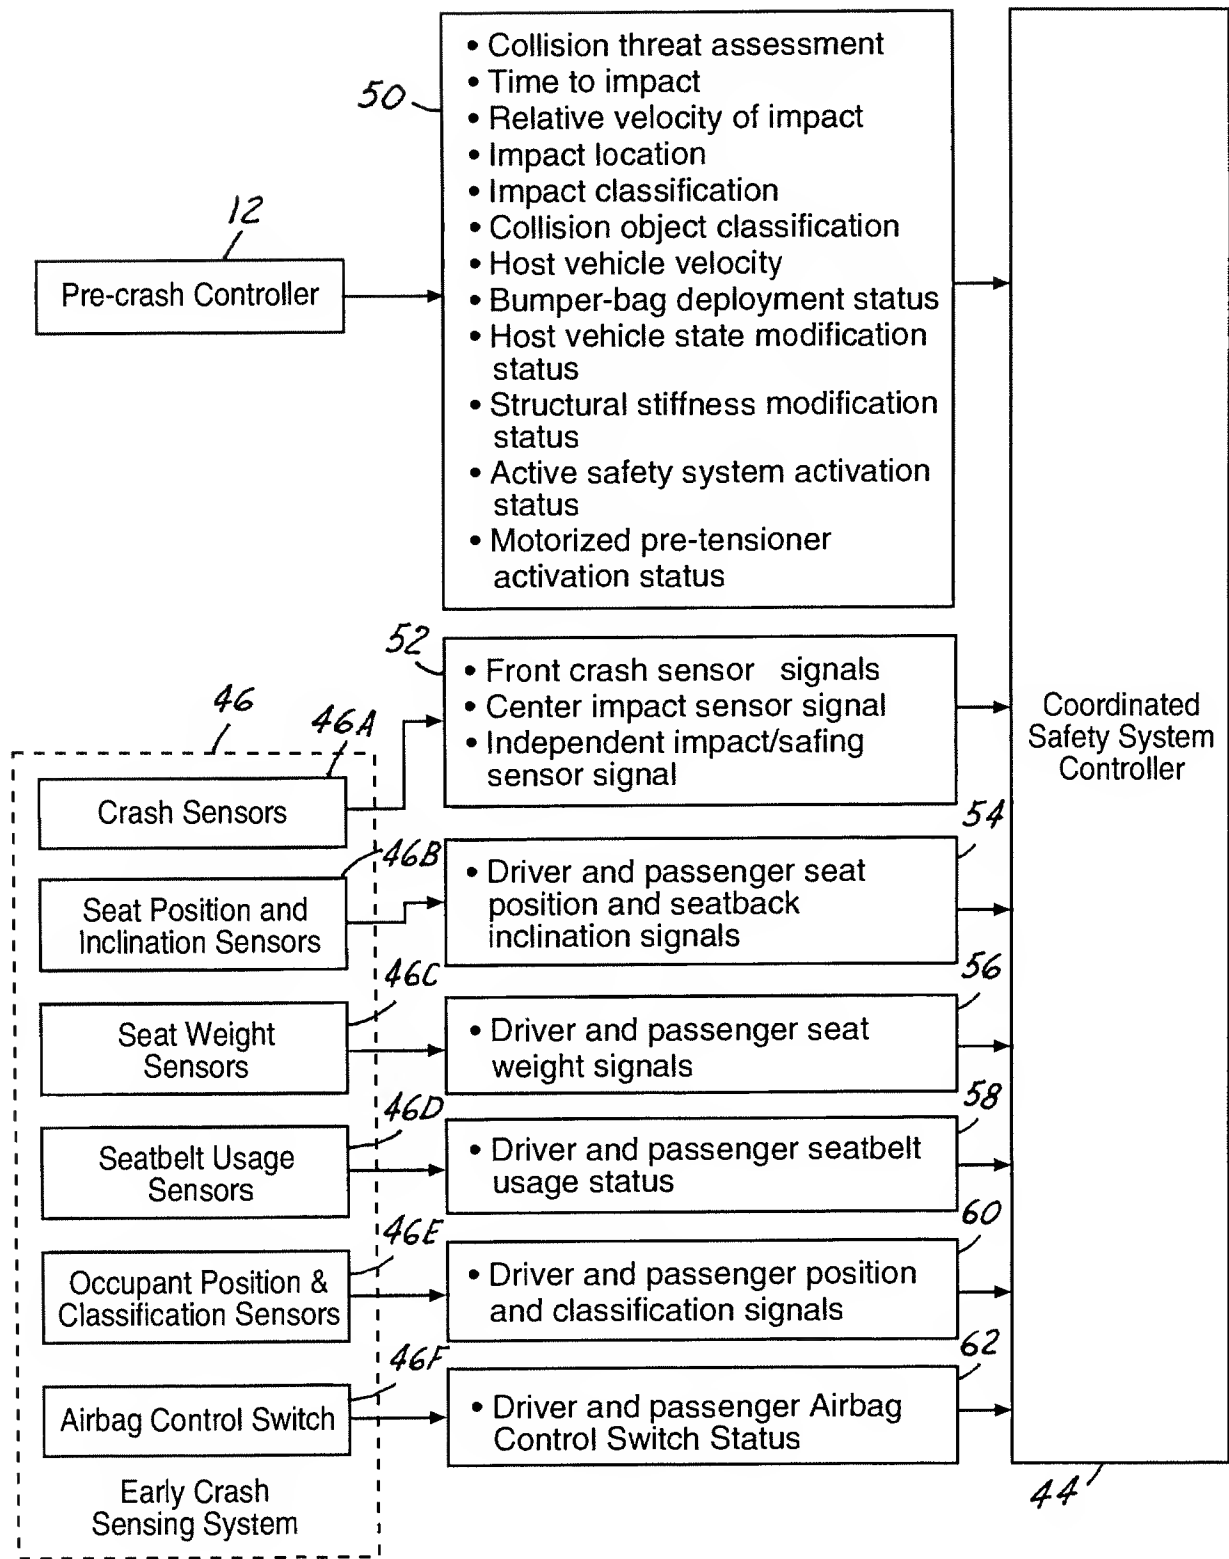 50
• Collision threat assessment
• Time to impact
• Relative velocity of impact
• Impact location
• Impact classification
• Collision object classification
• Host vehicle velocity
• Bumper-bag deployment status
• Host vehicle state modification
status
• Structural stiffness modification
status
• Active safety system activation
status
• Motorized pre-tensioner
activation status
12
Pre-crash Controller
52
• Front crash sensor signals
• Center impact sensor signal
• Independent impact/safing
sensor signal
46
46A
Crash Sensors
46B
Seat Position and
Inclination Sensors
54
• Driver and passenger seat
position and seatback
inclination signals
46C
Seat Weight
Sensors
56
• Driver and passenger seat
weight signals
46D
Seatbelt Usage
Sensors
58
• Driver and passenger seatbelt
usage status
46E
Occupant Position &
Classification Sensors
60
• Driver and passenger position
and classification signals
46F
Airbag Control Switch
62
• Driver and passenger Airbag
Control Switch Status
Early Crash
Sensing System
Coordinated
Safety System
Controller
44